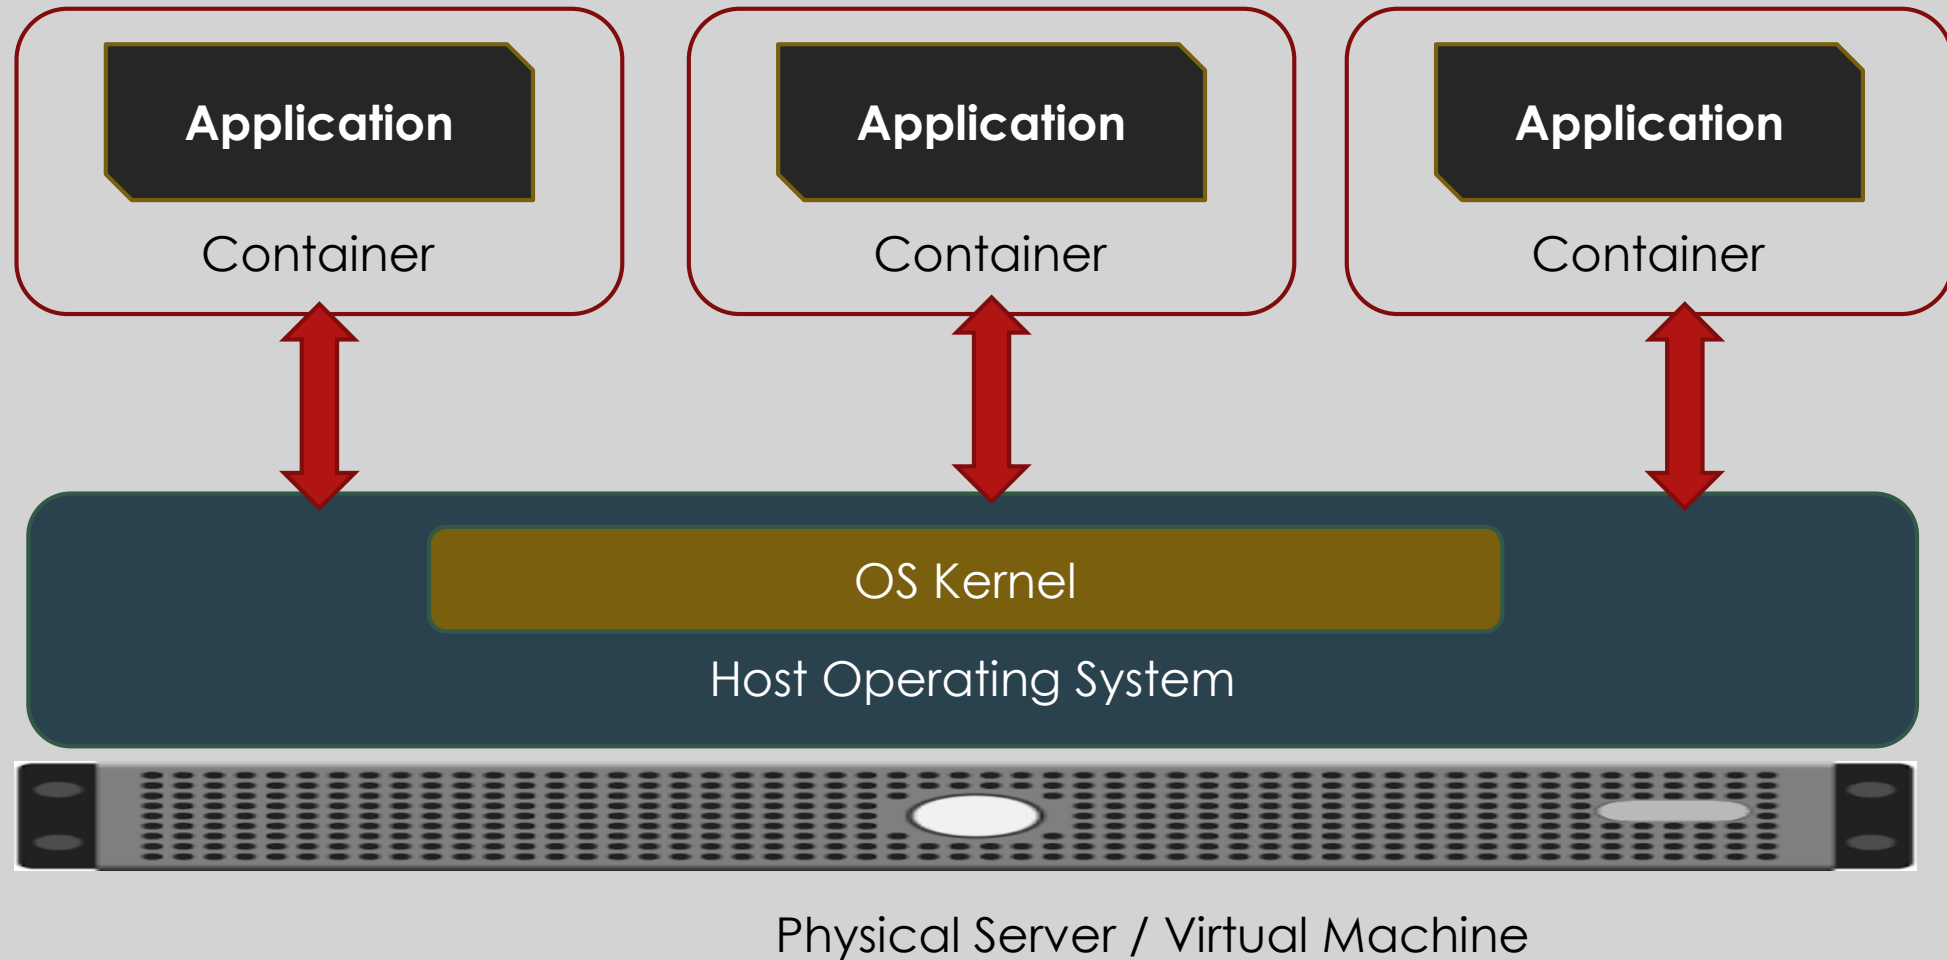 Application
Application
Application
Container
Container
Container
OS Kernel
Host Operating System
Physical Server / Virtual Machine